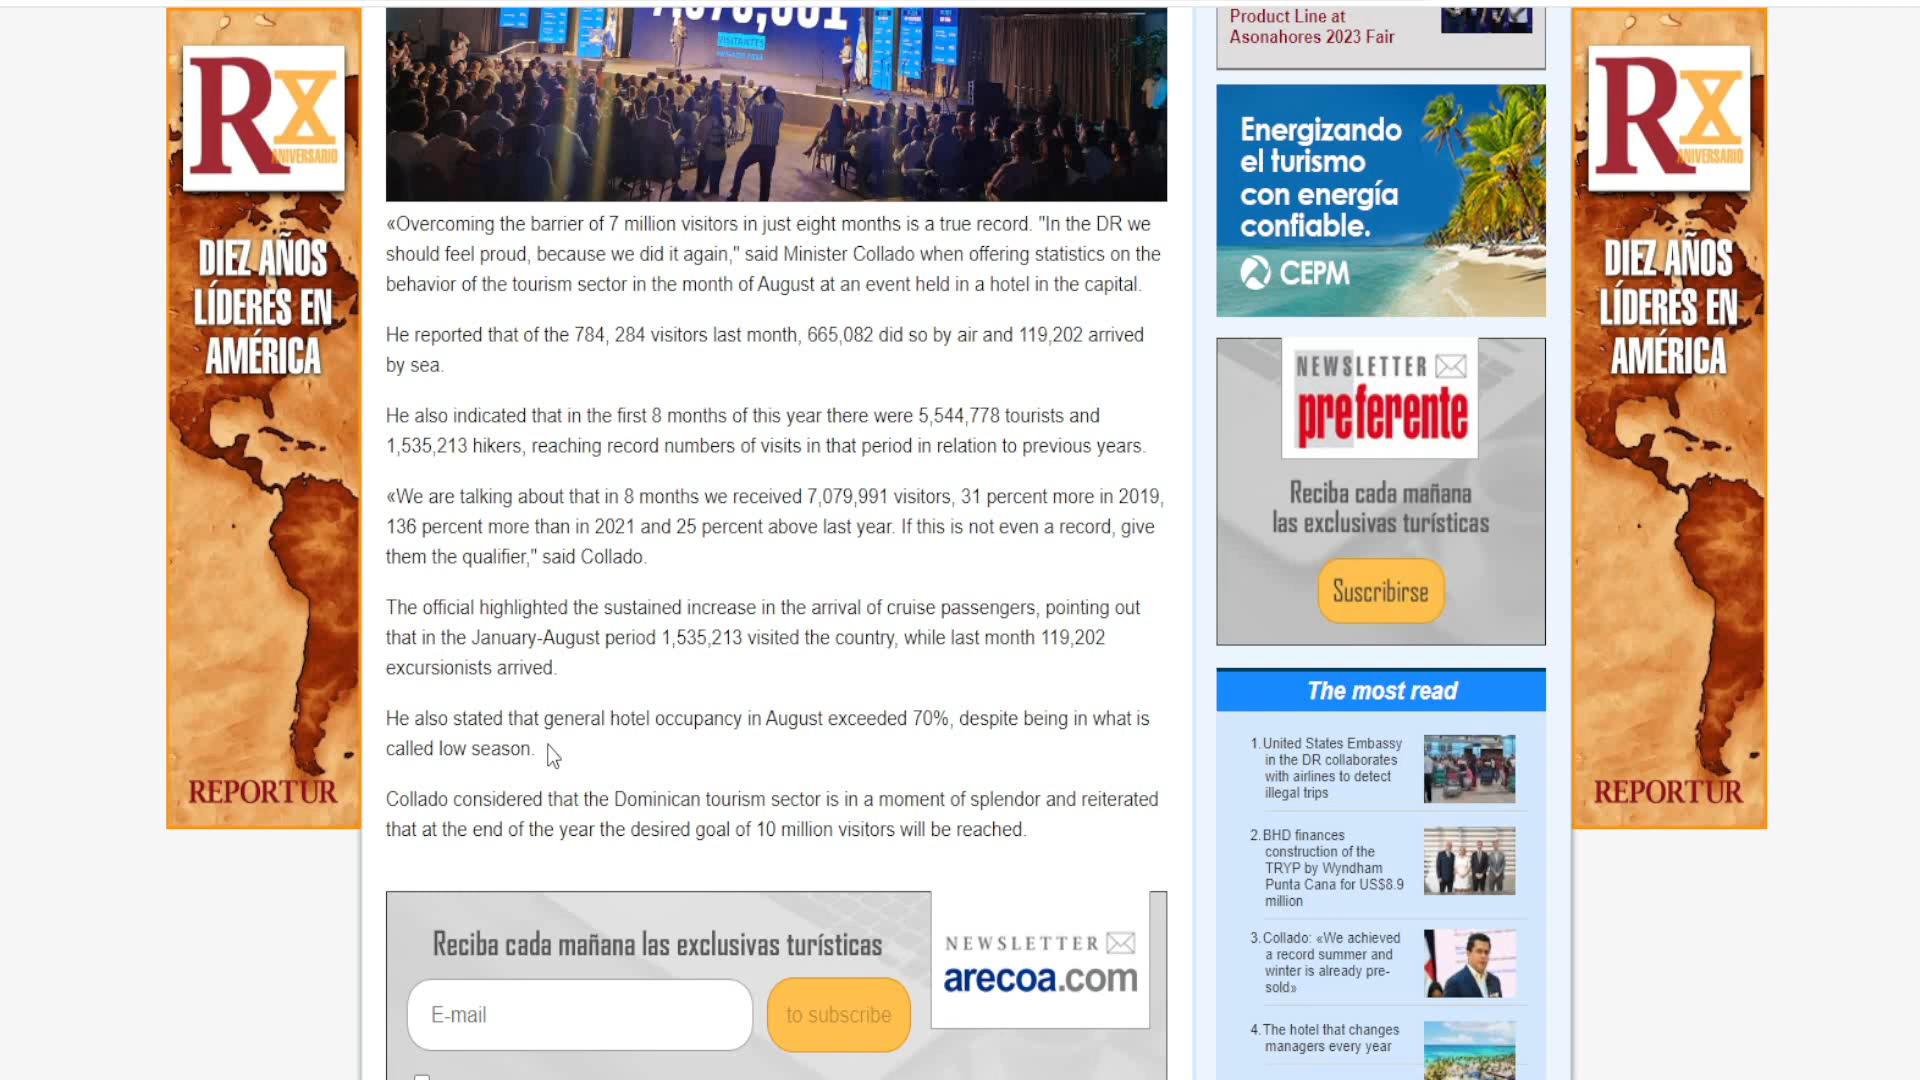 VISITANTES
«Overcoming the barrier of 7 million visitors in just eight months is a true record. "In the DR we
should feel proud, because we did it again," said Minister Collado when offering statistics on the
behavior of the tourism sector in the month of August at an event held in a hotel in the capital.
He reported that of the 784, 284 visitors last month, 665,082 did so by air and 119,202 arrived
by sea.
He also indicated that in the first 8 months of this year there were 5,544,778 tourists and
1,535,213 hikers, reaching record numbers of visits in that period in relation to previous years.
«We are talking about that in 8 months we received 7,079,991 visitors, 31 percent more in 2019,
136 percent more than in 2021 and 25 percent above last year. If this is not even a record, give
them the qualifier," said Collado.
The official highlighted the sustained increase in the arrival of cruise passengers, pointing out
that in the January-August period 1,535,213 visited the country, while last month 119,202
excursionists arrived.
He also stated that general hotel occupancy in August exceeded 70%, despite being in what is
called low season.
Collado considered that the Dominican tourism sector is in a moment of splendor and reiterated
that at the end of the year the desired goal of 10 million visitors will be reached.
Reciba cada mañana las exclusivas turísticas
E-mail
to subscribe
NEWSLETTER
arecoa.com
RX
ANIVERSARIO
DIEZ AÑOS
LÍDERES EN
AMÉRICA
REPORTUR
Product Line at
Asonahores 2023 Fair
Energizando
el turismo
con energía
confiable.
CEPM
NEWSLETTER
preferente
Reciba cada mañana
las exclusivas turísticas
Suscribirse
The most read
1. United States Embassy
in the DR collaborates
with airlines to detect
illegal trips
2. BHD finances
construction of the
TRYP by Wyndham
Punta Cana for US$8.9
million
3. Collado: «We achieved
a record summer and
winter is already pre-
sold»
4. The hotel that changes
managers every year
RX
ANIVERSARIO
DIEZ AÑOS
LÍDERES EN
AMÉRICA
REPORTUR